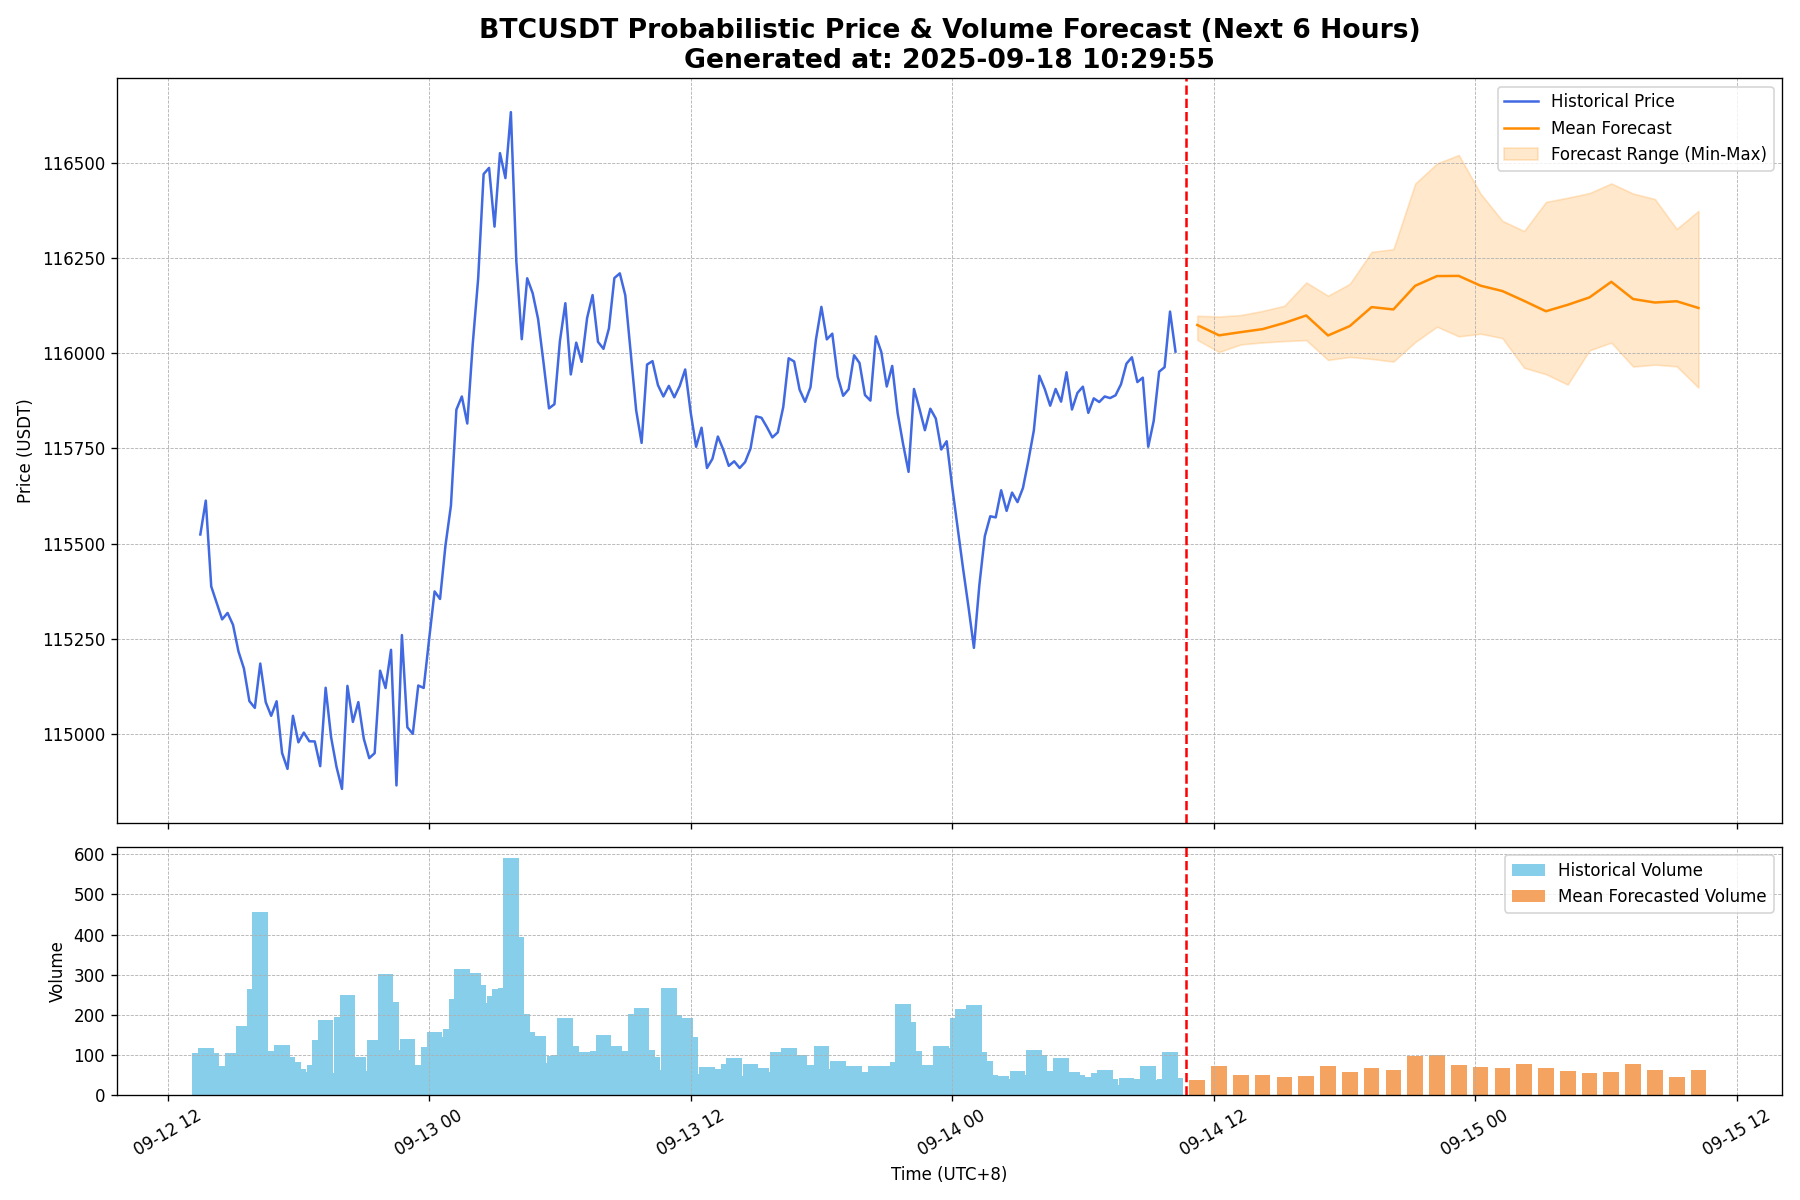 BTCUSDT Probabilistic Price & Volume Forecast (Next 6 Hours)
Generated at: 2025-09-18 10:29:55
Historical Price
Mean Forecast
Forecast Range (Min-Max)
116500
116250
116000
115750
115500
115250
115000
Price (USDT)
Historical Volume
Mean Forecasted Volume
600
500
400
300
200
100
0
Volume
09-12 12
09-13 00
09-13 12
09-14 00
09-14 12
09-15 00
09-15 12
Time (UTC+8)